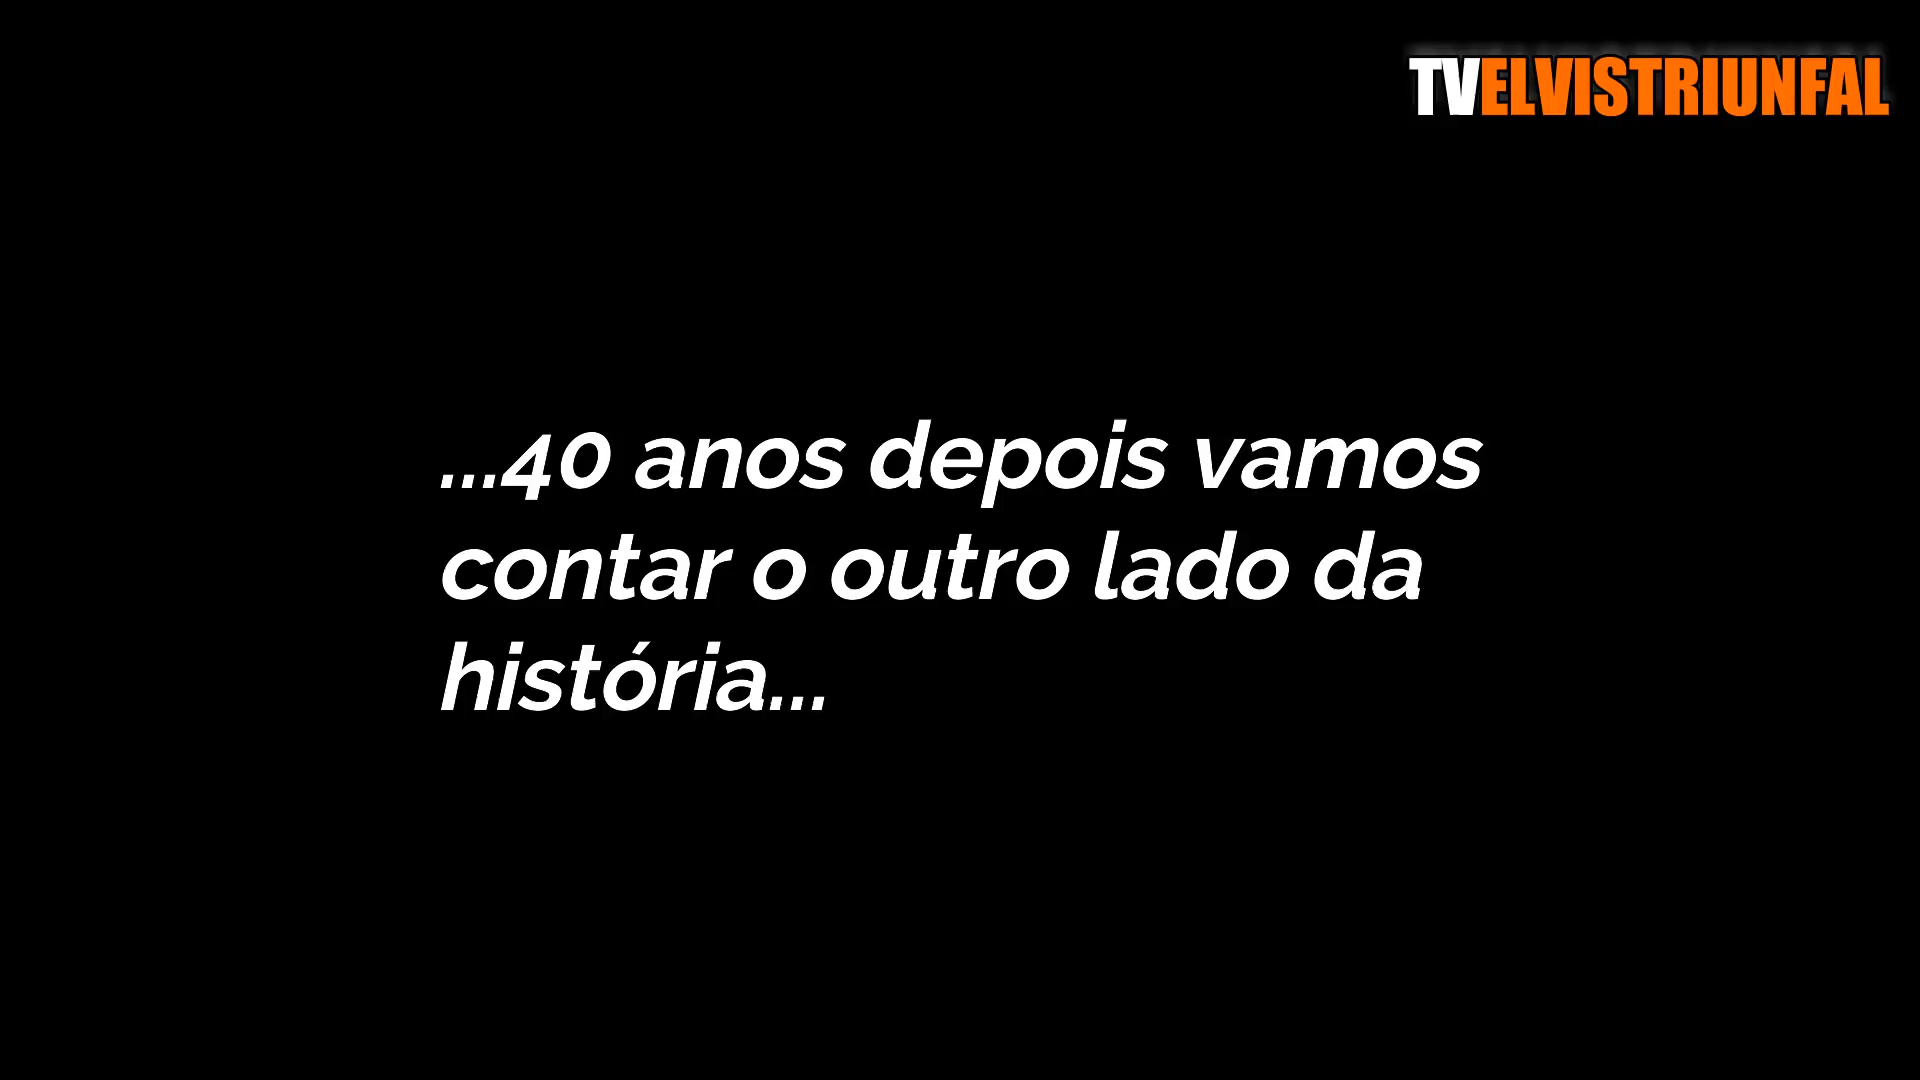 TVELVISTRIUNFAL
...40 anos depois vamos
contar o outro lado da
história...